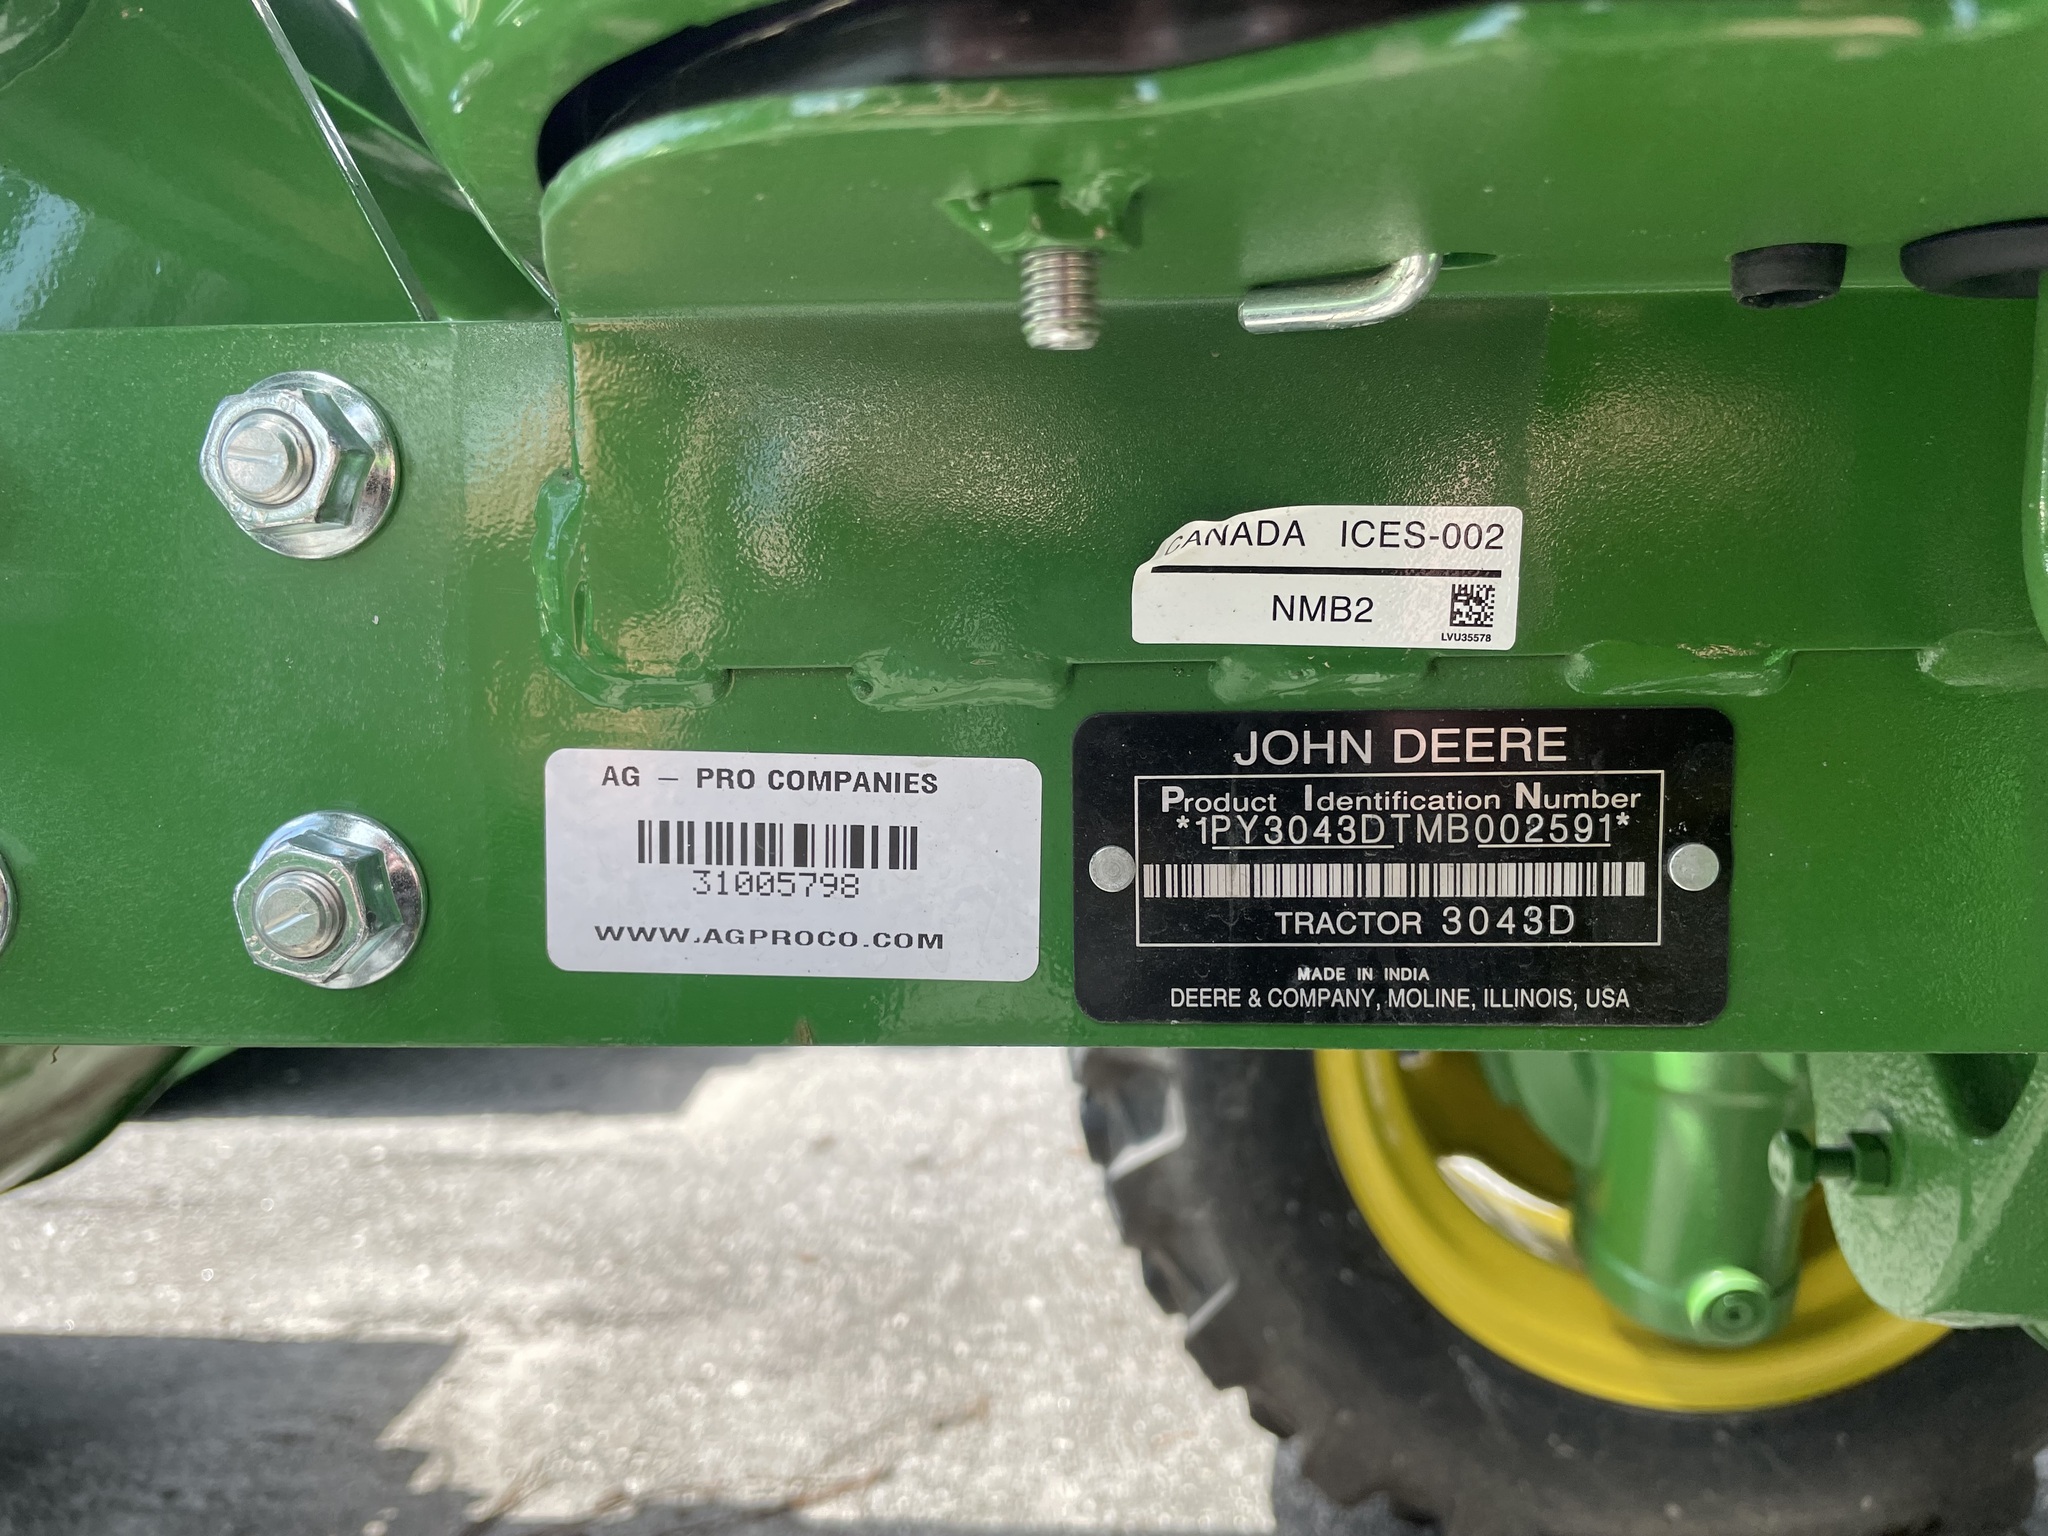 CANADA ICES-002
NMB2
LVU35578
AG – PRO COMPANIES
31005798
WWW.AGPROCO.COM
JOHN DEERE
Product Identification Number
*1PY3043DTMB002591*
TRACTOR 3043D
MADE IN INDIA
DEERE & COMPANY, MOLINE, ILLINOIS, USA